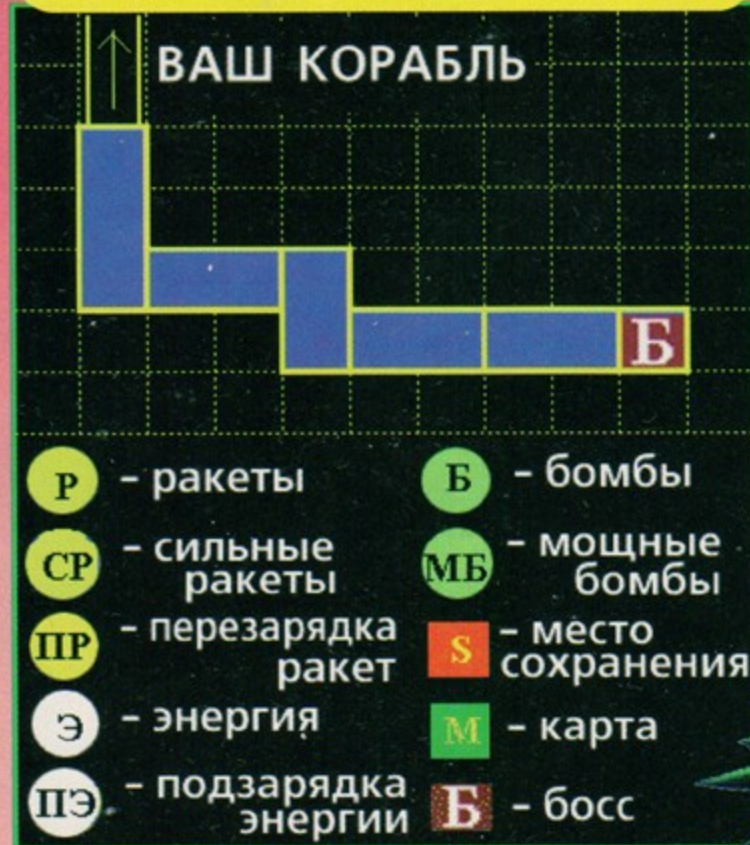 ВАШ КОРАБЛЬ
Б
Р – ракеты
СР – сильные
ракеты
ПР – перезарядка
ракет
Э – энергия
ПЭ – подзарядка
энергии
Б – бомбы
МБ – мощные
бомбы
S – место
сохранения
М – карта
Б – босс